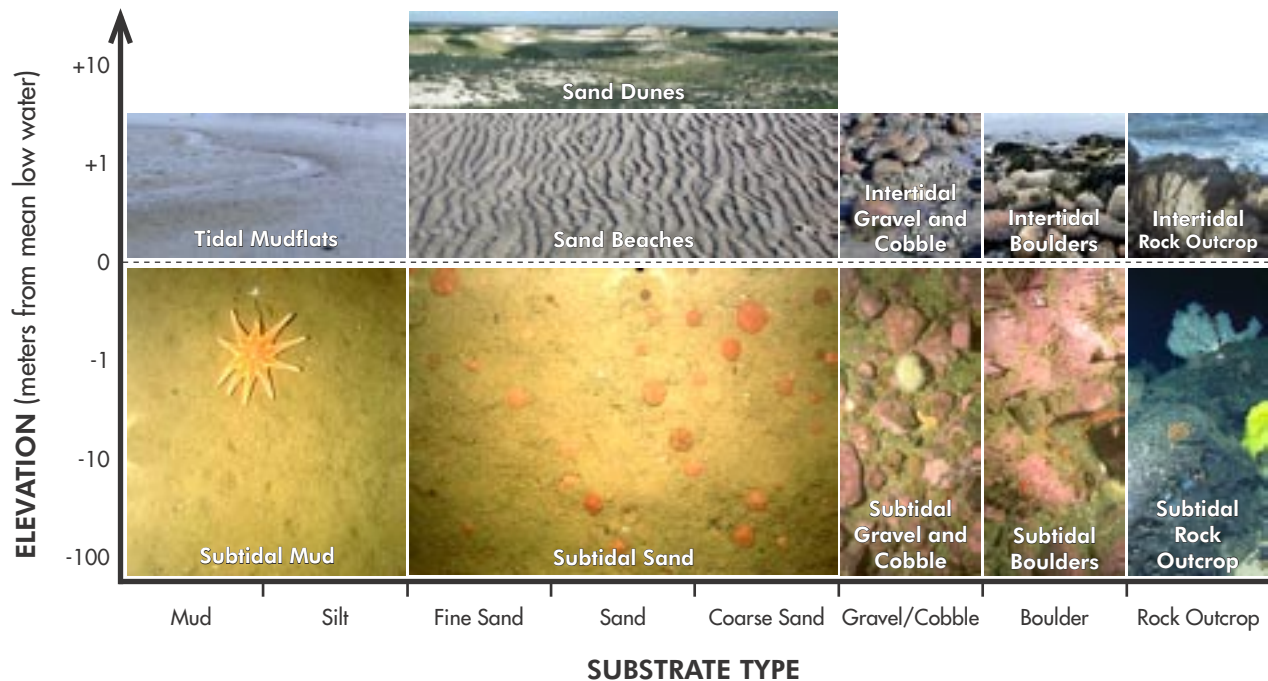 ELEVATION (meters from mean low water)
+10
+1
0
-1
-10
-100
Sand Dunes
Tidal Mudflats
Sand Beaches
Intertidal
Gravel and
Cobble
Intertidal
Boulders
Intertidal
Rock Outcrop
Subtidal Mud
Subtidal Sand
Subtidal
Gravel and
Cobble
Subtidal
Boulders
Subtidal
Rock
Outcrop
Mud
Silt
Fine Sand
Sand
Coarse Sand
Gravel/Cobble
Boulder
Rock Outcrop
SUBSTRATE TYPE